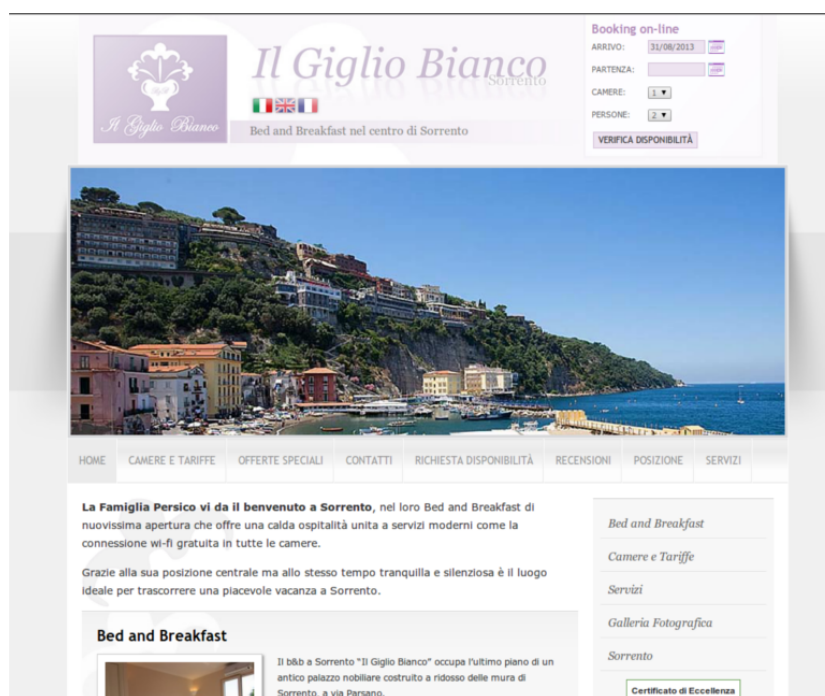 Il Giglio Bianco
Il Giglio Bianco
Sorrento
Bed and Breakfast nel centro di Sorrento
Booking on-line
ARRIVO: 31/08/2013
PARTENZA:
CAMERE: 1
PERSONE: 2
VERIFICA DISPONIBILITÀ
HOME CAMERE E TARIFFE OFFERTE SPECIALI CONTATTI RICHIESTA DISPONIBILITÀ RECENSIONI POSIZIONE SERVIZI
La Famiglia Persico vi da il benvenuto a Sorrento, nel loro Bed and Breakfast di
nuovissima apertura che offre una calda ospitalità unita a servizi moderni come la
connessione wi-fi gratuita in tutte le camere.
Grazie alla sua posizione centrale ma allo stesso tempo tranquilla e silenziosa è il luogo
ideale per trascorrere una piacevole vacanza a Sorrento.
Bed and Breakfast
Il b&b a Sorrento "Il Giglio Bianco" occupa l'ultimo piano di un
antico palazzo nobiliare costruito a ridosso delle mura di
Sorrento, a via Parsano.
Bed and Breakfast
Camere e Tariffe
Servizi
Galleria Fotografica
Sorrento
Certificato di Eccellenza